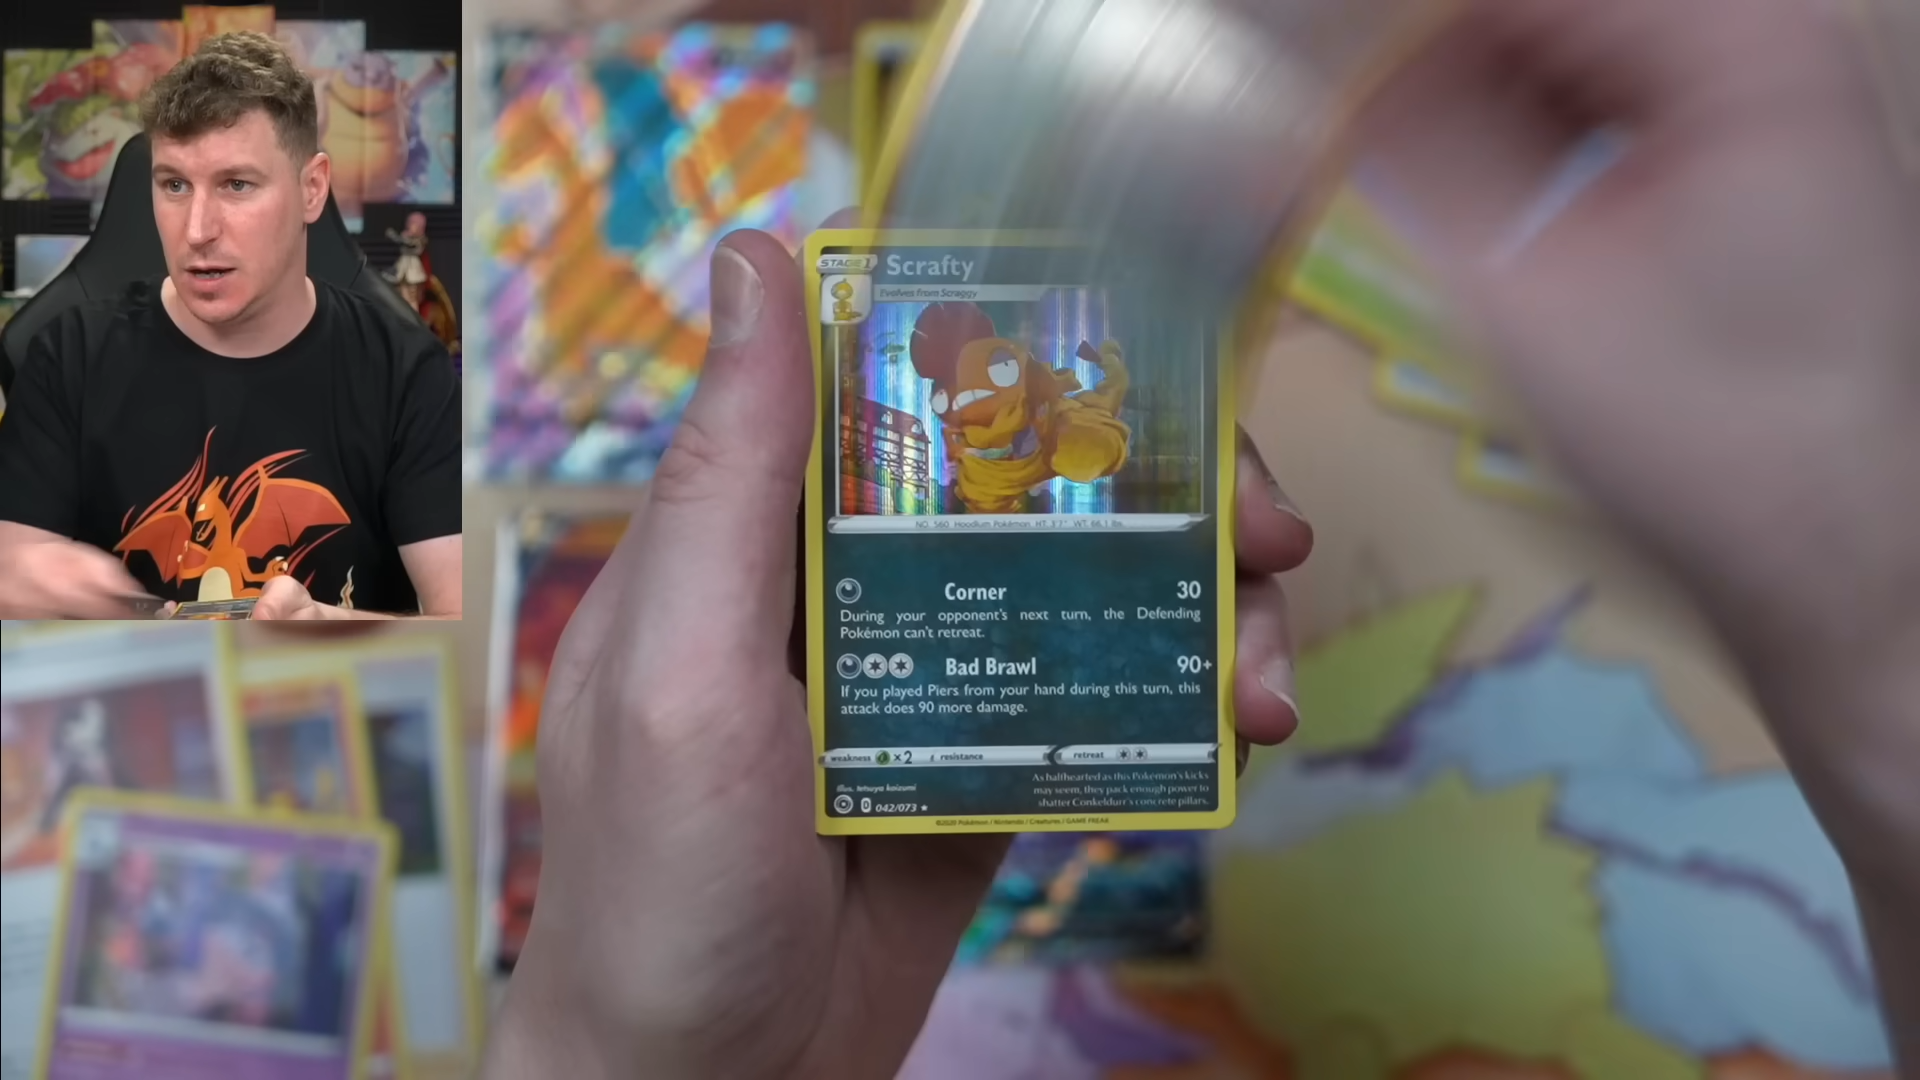 STAGE 1
Scrafty
Evolves from Scraggy
NO. 560 Hoodlum Pokémon HT: 3'7" WT: 66.1 lbs.
Corner 30
During your opponent's next turn, the Defending
Pokémon can't retreat.
Bad Brawl 90+
If you played Piers from your hand during this turn, this
attack does 90 more damage.
weakness ×2 resistance retreat
Illus. tetsuya koizumi
As halfhearted as this Pokémon's kicks
may seem, they pack enough power to
shatter Conkeldurr's concrete pillars.
D 042/073 ★
©2020 Pokémon / Nintendo / Creatures / GAME FREAK